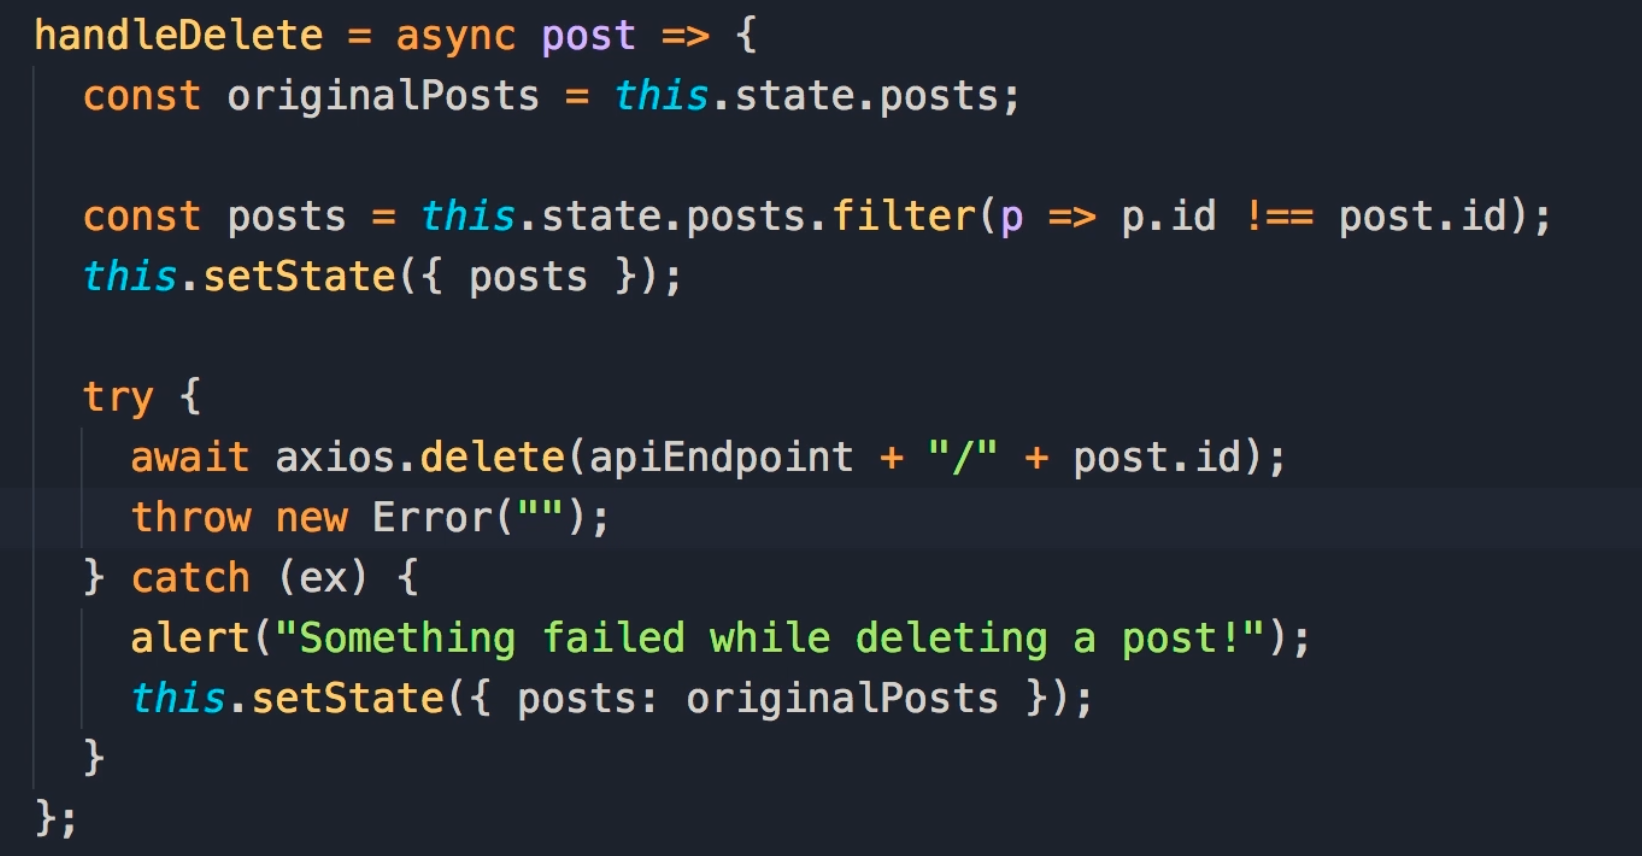 handleDelete = async post => {
const originalPosts = this.state.posts;
const posts = this.state.posts.filter(p => p.id !== post.id);
this.setState({ posts });
try {
await axios.delete(apiEndpoint + "/" + post.id);
throw new Error("");
} catch (ex) {
alert("Something failed while deleting a post!");
this.setState({ posts: originalPosts });
}
};